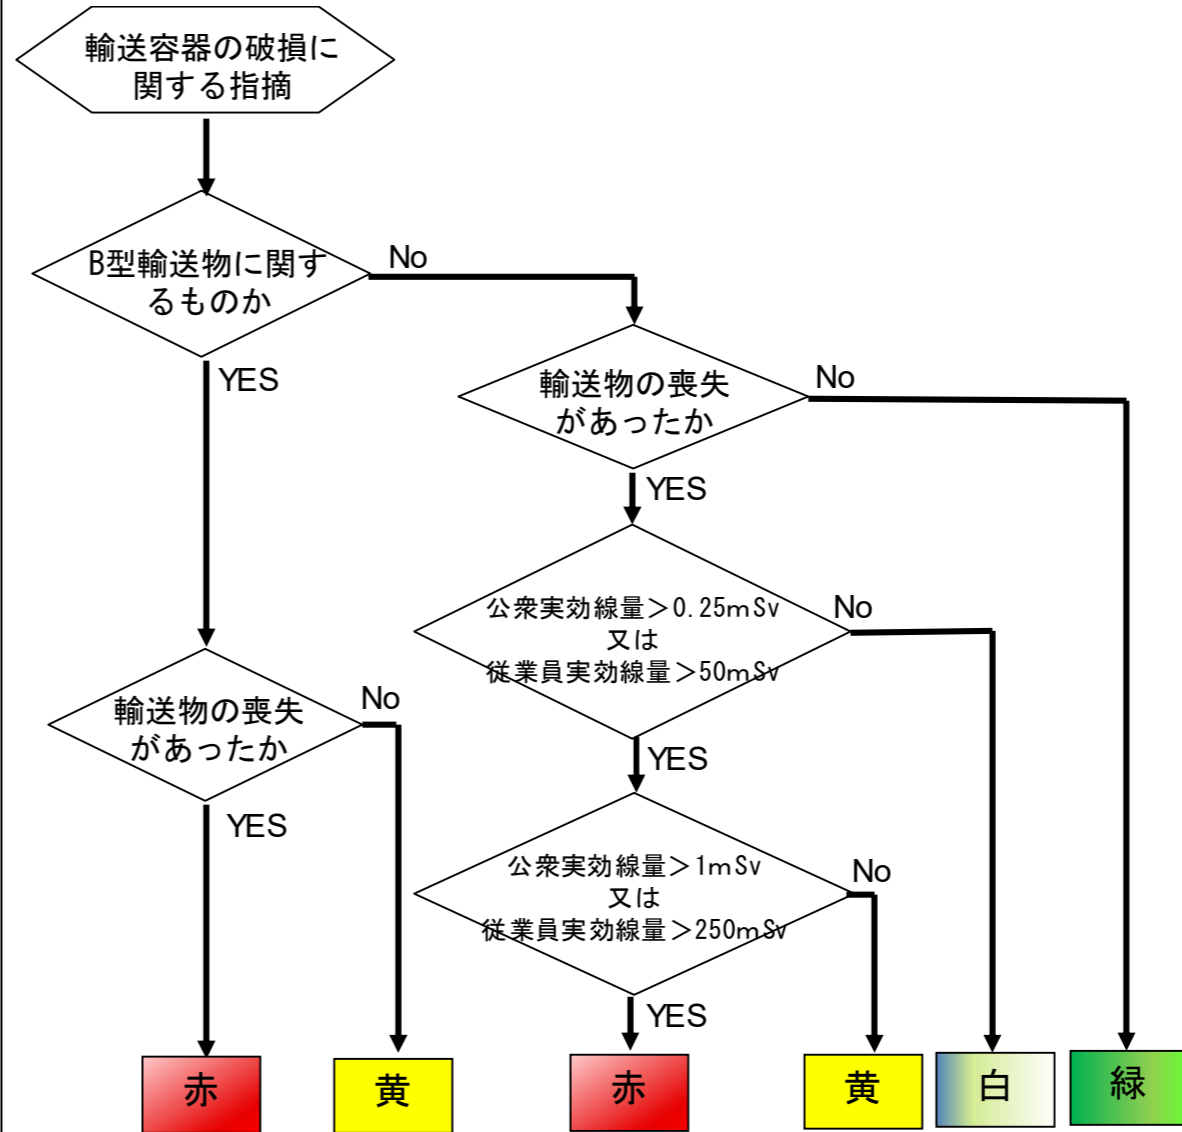 輸送容器の破損に
関する指摘
B型輸送物に関す
るものか
No
YES
輸送物の喪失
があったか
No
YES
公衆実効線量＞0.25mSv
又は
従業員実効線量＞50mSv
No
YES
輸送物の喪失
があったか
No
YES
公衆実効線量＞1mSv
又は
従業員実効線量＞250mSv
No
YES
赤
黄
赤
黄
白
緑